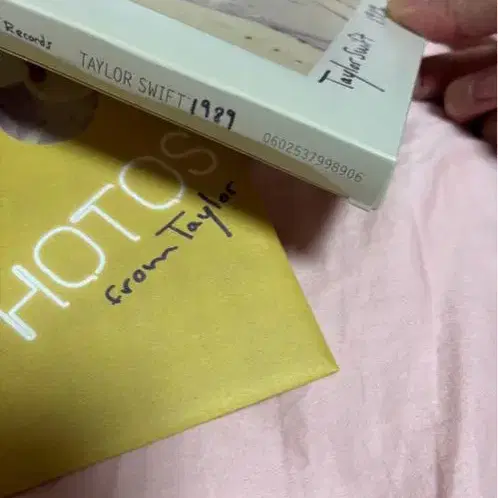 Records
TAYLOR SWIFT 1989
0602537998906
Taylor Swift
HOTOS
from Taylor